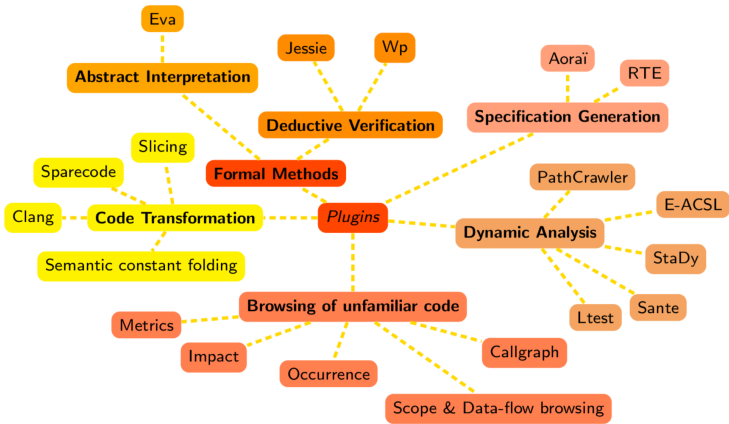 Eva
Jessie
Wp
Aoraï
RTE
Abstract Interpretation
Deductive Verification
Specification Generation
Slicing
Sparecode
Formal Methods
PathCrawler
E-ACSL
Clang
Code Transformation
Plugins
Dynamic Analysis
StaDy
Semantic constant folding
Browsing of unfamiliar code
Sante
Ltest
Metrics
Impact
Occurrence
Callgraph
Scope & Data-flow browsing